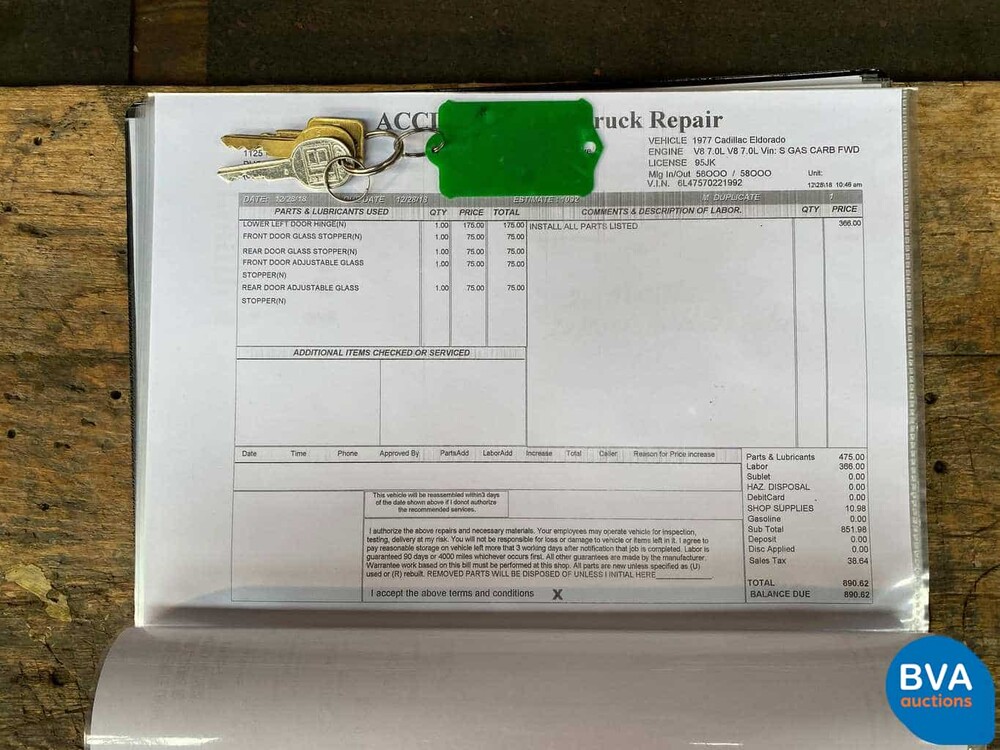 ACCI ruck Repair
1125
VEHICLE 1977 Cadillac Eldorado
ENGINE V8 7.0L V8 7.0L Vin: S GAS CARB FWD
LICENSE 95JK
Mlg In/Out 58OOO / 58OOO Unit:
V.I.N. 6L47570221992 12\28\18 10:46 am
DATE: 12/28/18 DATE 12/28/18 ESTIMATE : 1092 M DUPLICATE 1
PARTS & LUBRICANTS USED QTY PRICE TOTAL COMMENTS & DESCRIPTION OF LABOR. QTY PRICE
LOWER LEFT DOOR HINGE(N) 1.00 175.00 175.00 INSTALL ALL PARTS LISTED 366.00
FRONT DOOR GLASS STOPPER(N) 1.00 75.00 75.00
REAR DOOR GLASS STOPPER(N) 1.00 75.00 75.00
FRONT DOOR ADJUSTABLE GLASS 1.00 75.00 75.00
STOPPER(N)
REAR DOOR ADJUSTABLE GLASS 1.00 75.00 75.00
STOPPER(N)
ADDITIONAL ITEMS CHECKED OR SERVICED
Date Time Phone Approved By PartsAdd LaborAdd Increase Total Caller Reason for Price increase
Parts & Lubricants 475.00
Labor 366.00
Sublet 0.00
HAZ. DISPOSAL 0.00
DebitCard 0.00
SHOP SUPPLIES 10.98
Gasoline 0.00
Sub Total 851.98
Deposit 0.00
Disc Applied 0.00
Sales Tax 38.64
TOTAL 890.62
BALANCE DUE 890.62
This vehicle will be reassembled within3 days
of the date shown above if I donot authorize
the recommended services.
I authorize the above repairs and necessary materials. Your employees may operate vehicle for inspection,
testing, delivery at my risk. You will not be responsible for loss or damage to vehicle or items left in it. I agree to
pay reasonable storage on vehicle left more that 3 working days after notification that job is completed. Labor is
guaranteed 90 days or 4000 miles whichever occurs first. All other guarantees are made by the manufacturer.
Warrantee work based on this bill must be performed at this shop. All parts are new unless specified as (U)
used or (R) rebuilt. REMOVED PARTS WILL BE DISPOSED OF UNLESS I INITIAL HERE
I accept the above terms and conditions X
BVA
auctions